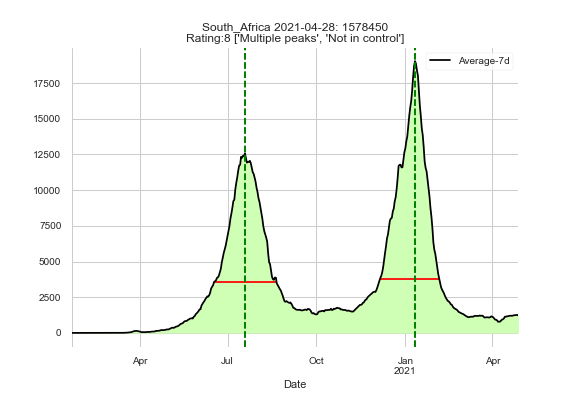 South_Africa 2021-04-28: 1578450
Rating:8 ['Multiple peaks', 'Not in control']
Average-7d
17500
15000
12500
10000
7500
5000
2500
0
Apr
Jul
Oct
Jan
2021
Apr
Date